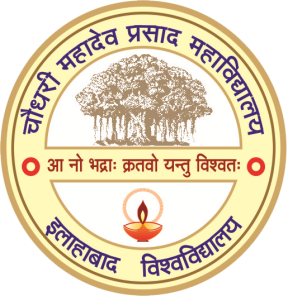 चौधरी महादेव प्रसाद महाविद्यालय
आ नो भद्राः क्रतवो यन्तु विश्वतः
इलाहाबाद विश्वविद्यालय